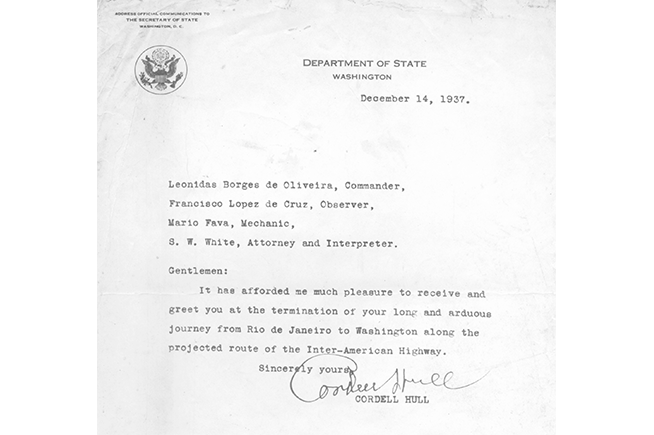 ADDRESS OFFICIAL COMMUNICATIONS TO
THE SECRETARY OF STATE
WASHINGTON, D. C.
DEPARTMENT OF STATE
WASHINGTON
December 14, 1937.
Leonidas Borges de Oliveira, Commander,
Francisco Lopez de Cruz, Observer,
Mario Fava, Mechanic,
S. W. White, Attorney and Interpreter.
Gentlemen:
It has afforded me much pleasure to receive and
greet you at the termination of your long and arduous
journey from Rio de Janeiro to Washington along the
projected route of the Inter-American Highway.
Sincerely yours,
Cordell Hull
CORDELL HULL